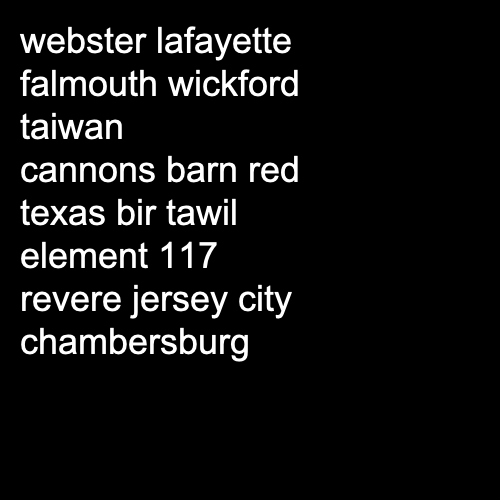 webster lafayette
falmouth wickford
taiwan
cannons barn red
texas bir tawil
element 117
revere jersey city
chambersburg